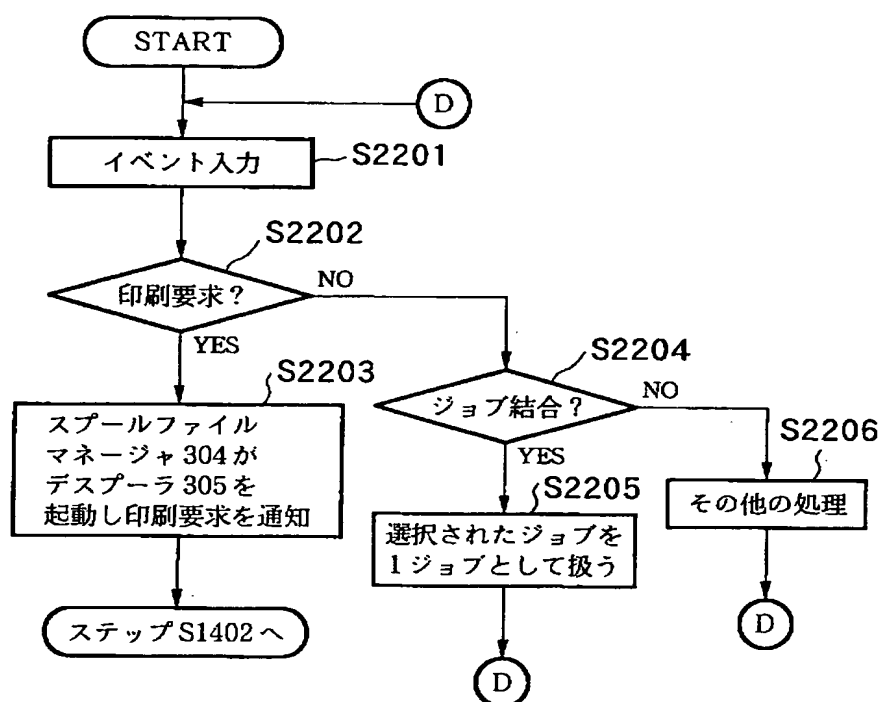 START
D
イベント入力
S2201
S2202
印刷要求？
NO
YES
S2203
スプールファイル
マネージャ304が
デスプーラ305を
起動し印刷要求を通知
ステップS1402へ
S2204
ジョブ結合？
NO
YES
S2205
選択されたジョブを
1ジョブとして扱う
D
S2206
その他の処理
D